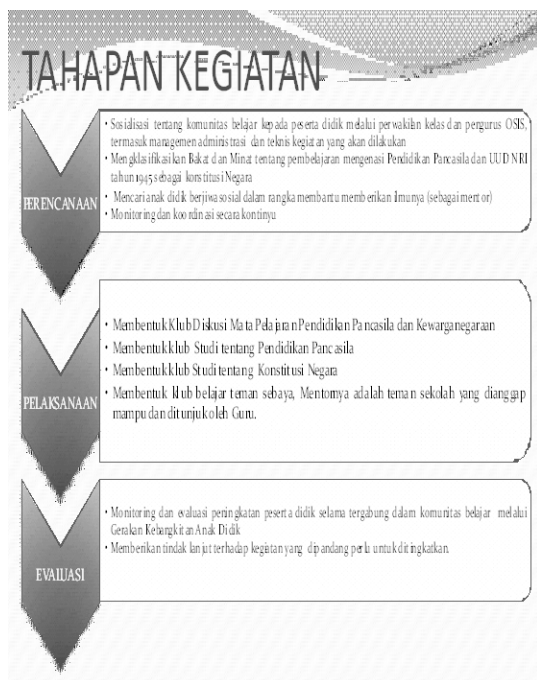 TAHAPAN KEGIATAN
PERENCANAAN
• Sosialisasi tentang komunitas belajar kepada peserta didik melalui perwakilan kelas dan pengurus OSIS,
termasuk managemen administrasi dan teknis kegiatan yang akan dilakukan
• Mengklasifikasikan Bakat dan Minat tentang pembelajaran mengenasi Pendidikan Pancasila dan UUD NRI
tahun 1945 sebagai konstitusi Negara
• Mencari anak didik berjiwa sosial dalam rangka membantu memberikan ilmunya (sebagai mentor)
• Monitoring dan koordinasi secara kontinyu
PELAKSANAAN
• Membentuk Klub Diskusi Mata Pelajaran Pendidikan Pancasila dan Kewarganegaraan
• Membentuk klub Studi tentang Pendidikan Pancasila
• Membentuk klub Studi tentang Konstitusi Negara
• Membentuk klub belajar teman sebaya, Mentornya adalah teman sekolah yang dianggap
mampu dan ditunjuk oleh Guru.
EVALUASI
• Monitoring dan evaluasi peningkatan peserta didik selama tergabung dalam komunitas belajar melalui
Gerakan Kebangkitan Anak Didik
• Memberikan tindak lanjut terhadap kegiatan yang dipandang perlu untuk ditingkatkan.